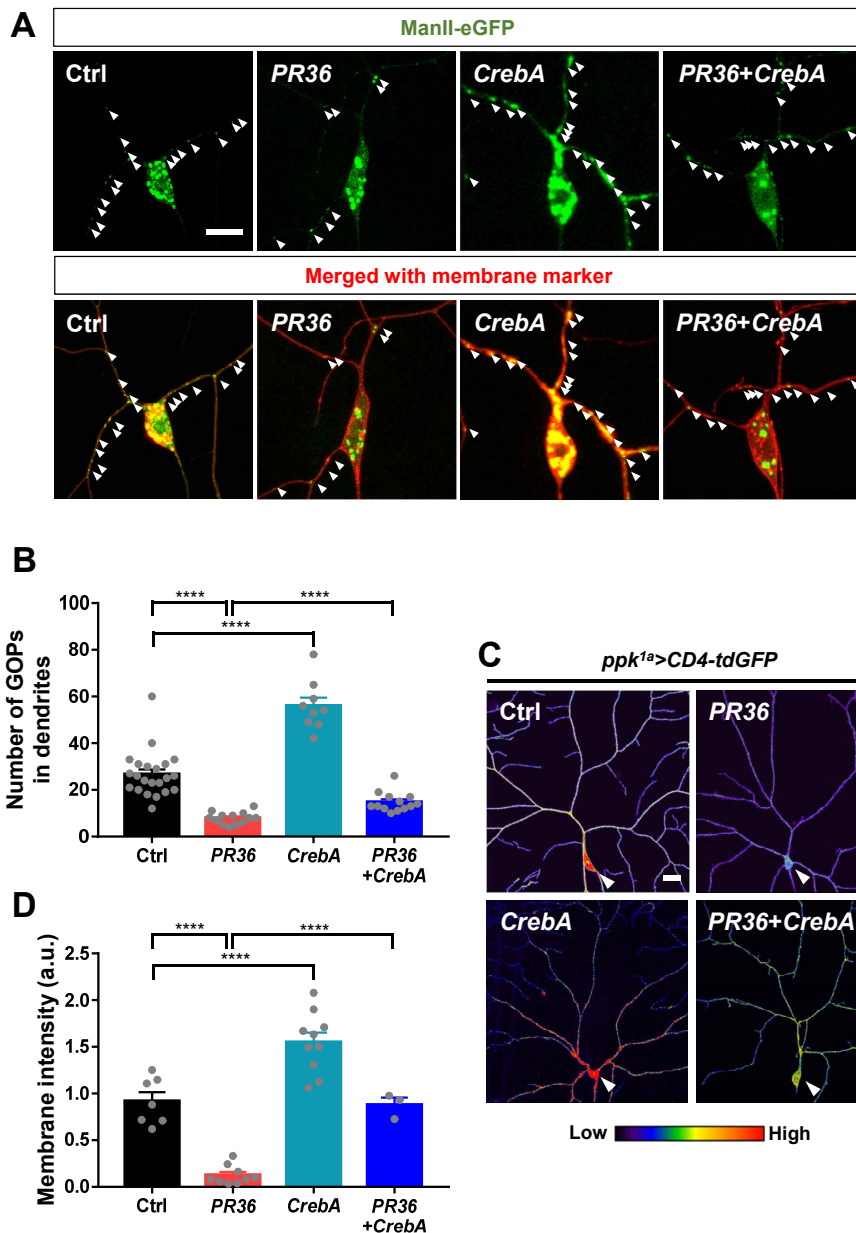 A
ManII-eGFP
Ctrl
PR36
CrebA
PR36+CrebA
Merged with membrane marker
Ctrl
PR36
CrebA
PR36+CrebA
B
Number of GOPs
in dendrites
100
80
60
40
20
0
****
****
****
Ctrl
PR36
CrebA
PR36
+CrebA
C
ppk1a>CD4-tdGFP
Ctrl
PR36
CrebA
PR36+CrebA
Low
High
D
Membrane intensity (a.u.)
2.5
2.0
1.5
1.0
0.5
0.0
****
****
****
Ctrl
PR36
CrebA
PR36
+CrebA